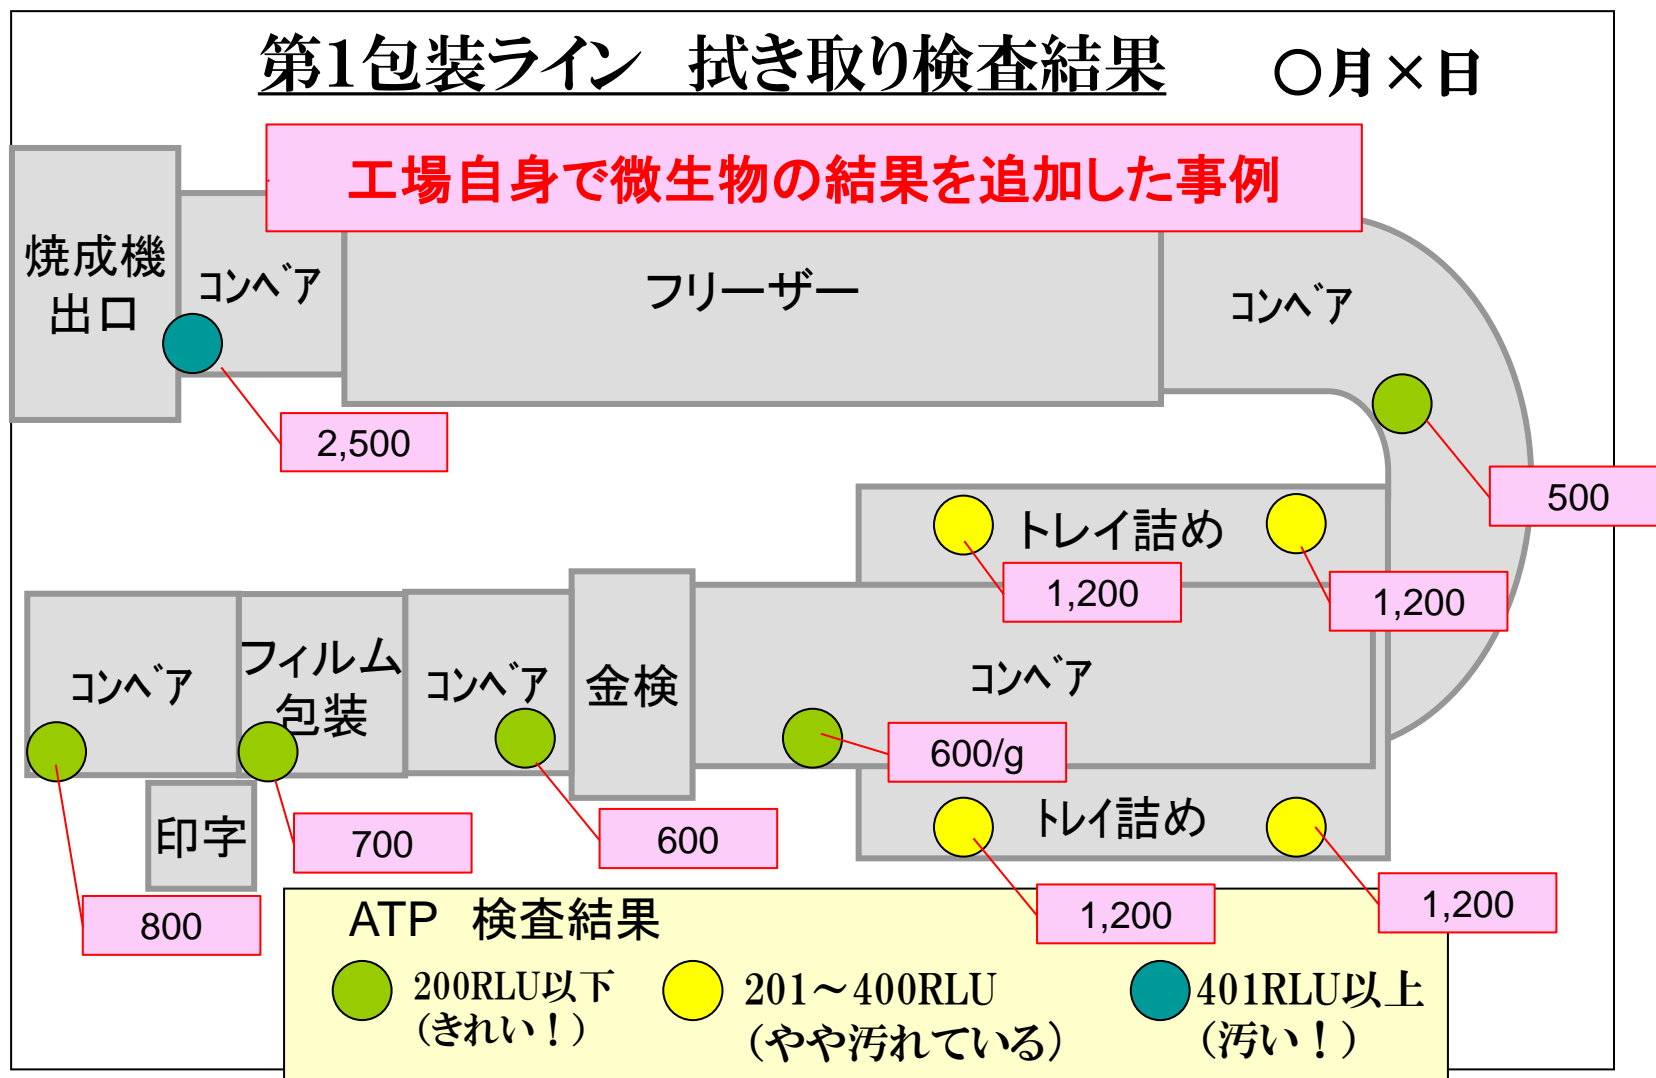 第1包装ライン　拭き取り検査結果　〇月×日
工場自身で微生物の結果を追加した事例
焼成機
出口
ｺﾝﾍﾞｱ
フリーザー
ｺﾝﾍﾞｱ
2,500
500
トレイ詰め
1,200
1,200
ｺﾝﾍﾞｱ
フィルム
包装
ｺﾝﾍﾞｱ
金検
ｺﾝﾍﾞｱ
600/g
トレイ詰め
印字
700
600
800
1,200
1,200
ATP　検査結果
200RLU以下
（きれい！）
201～400RLU
（やや汚れている）
401RLU以上
（汚い！）